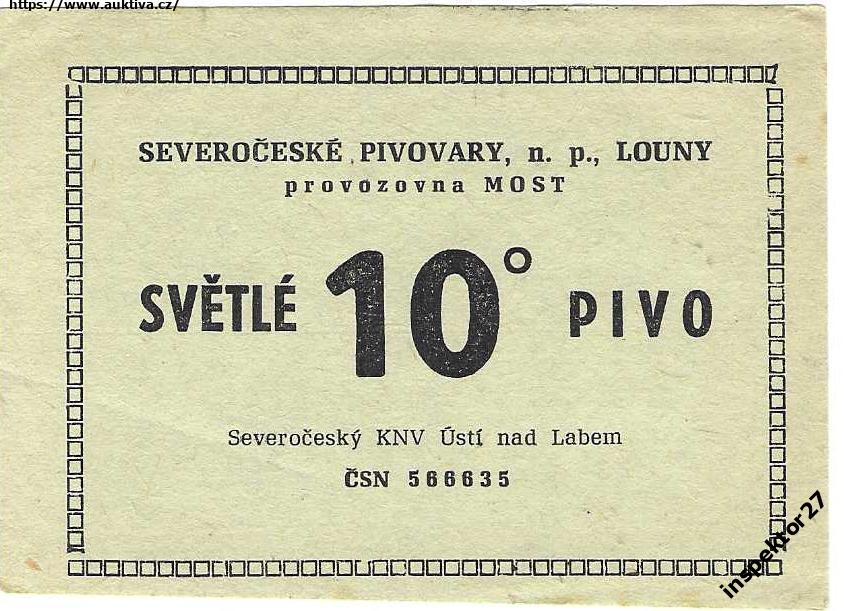 https://www.auktiva.cz/
SEVEROČESKÉ PIVOVARY, n. p., LOUNY
provozovna MOST
SVĚTLÉ 10° PIVO
Severočeský KNV Ústí nad Labem
ČSN 566635
inspektor27